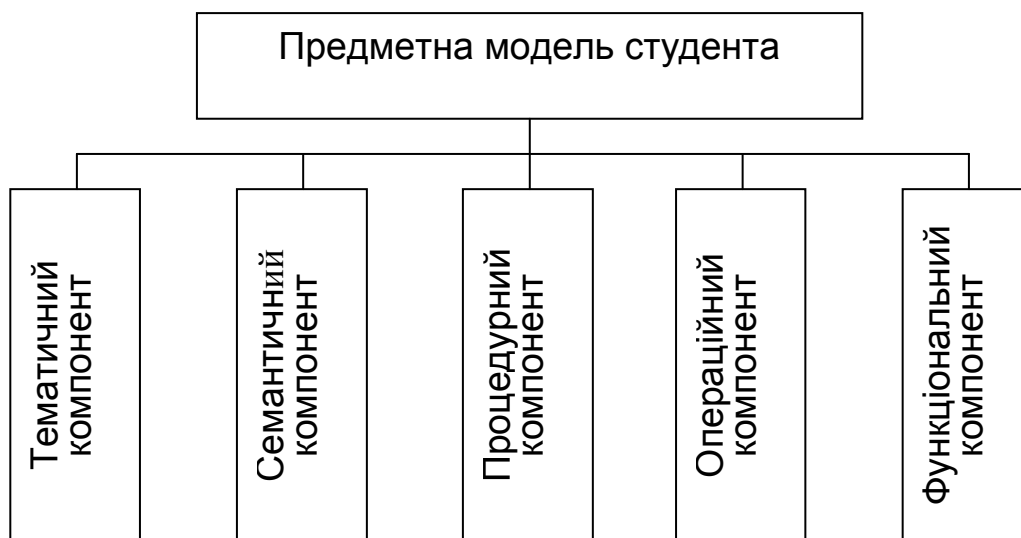 Предметна модель студента
Тематичний
компонент
Семантичний
компонент
Процедурний
компонент
Операційний
компонент
Функціональний
компонент